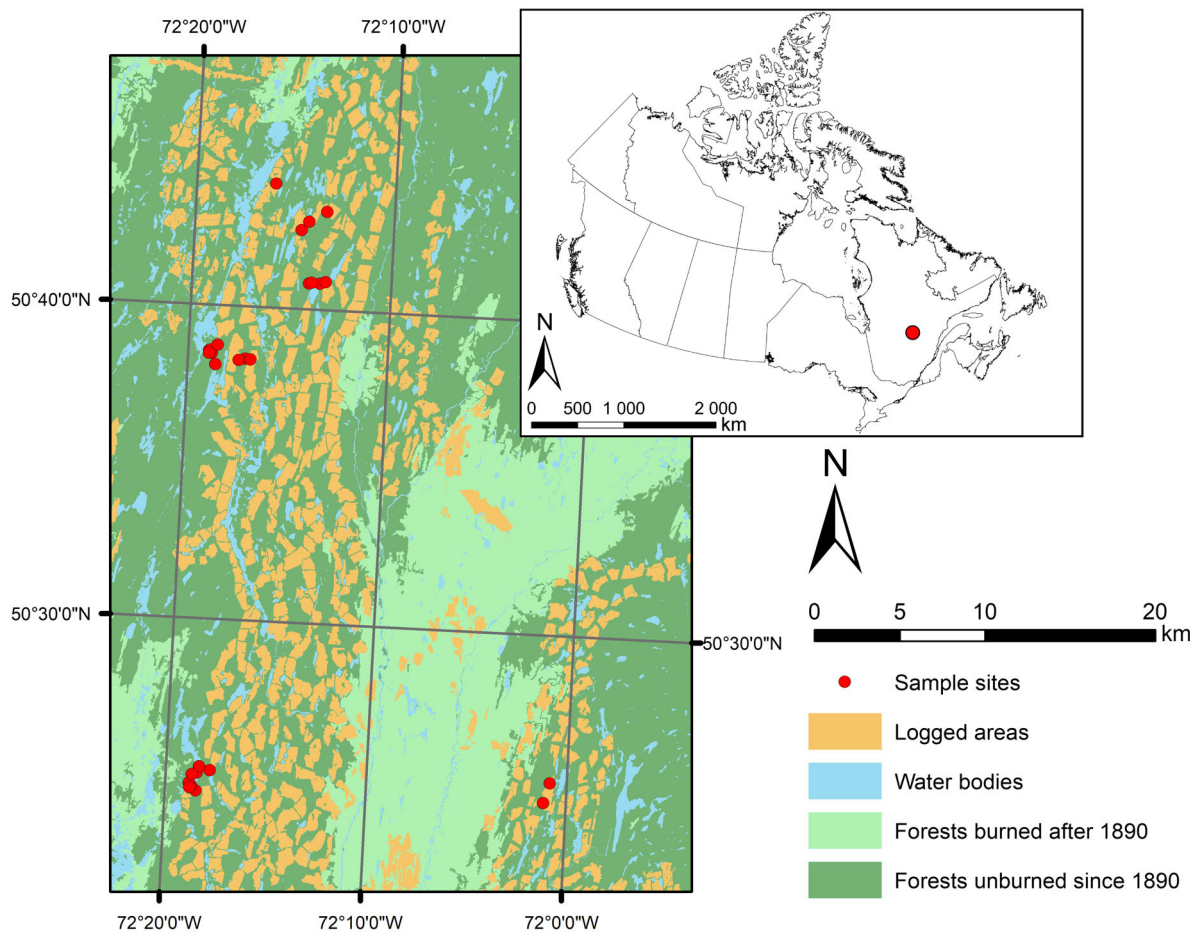 72°20'0"W
72°10'0"W
50°40'0"N
50°30'0"N
N
0 500 1 000 2 000
km
N
0 5 10 20
km
50°30'0"N
Sample sites
Logged areas
Water bodies
Forests burned after 1890
Forests unburned since 1890
72°20'0"W
72°10'0"W
72°0'0"W